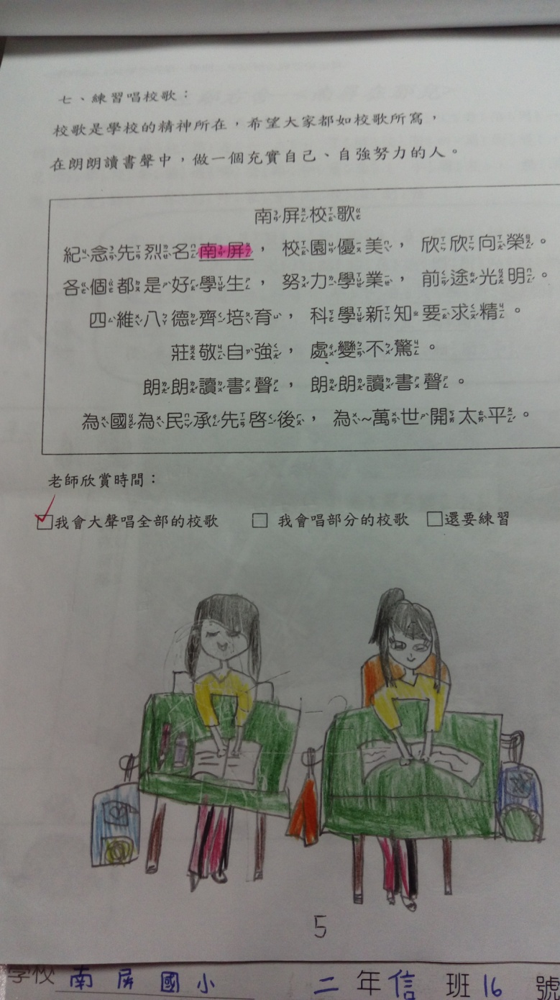 七、練習唱校歌：
校歌是學校的精神所在，希望大家都如校歌所寫，
在朗朗讀書聲中，做一個充實自己、自強努力的人。
南屏校歌
紀念先烈名南屏，校園優美，欣欣向榮。
各個都是好學生，努力學業，前途光明。
四維八德齊培育，科學新知要求精。
莊敬自強，處變不驚。
朗朗讀書聲，朗朗讀書聲。
為國為民承先啓後，為~萬世開太平。
老師欣賞時間：
☑我會大聲唱全部的校歌 □ 我會唱部分的校歌 □還要練習
5
學校 南屏國小 二年信班16號